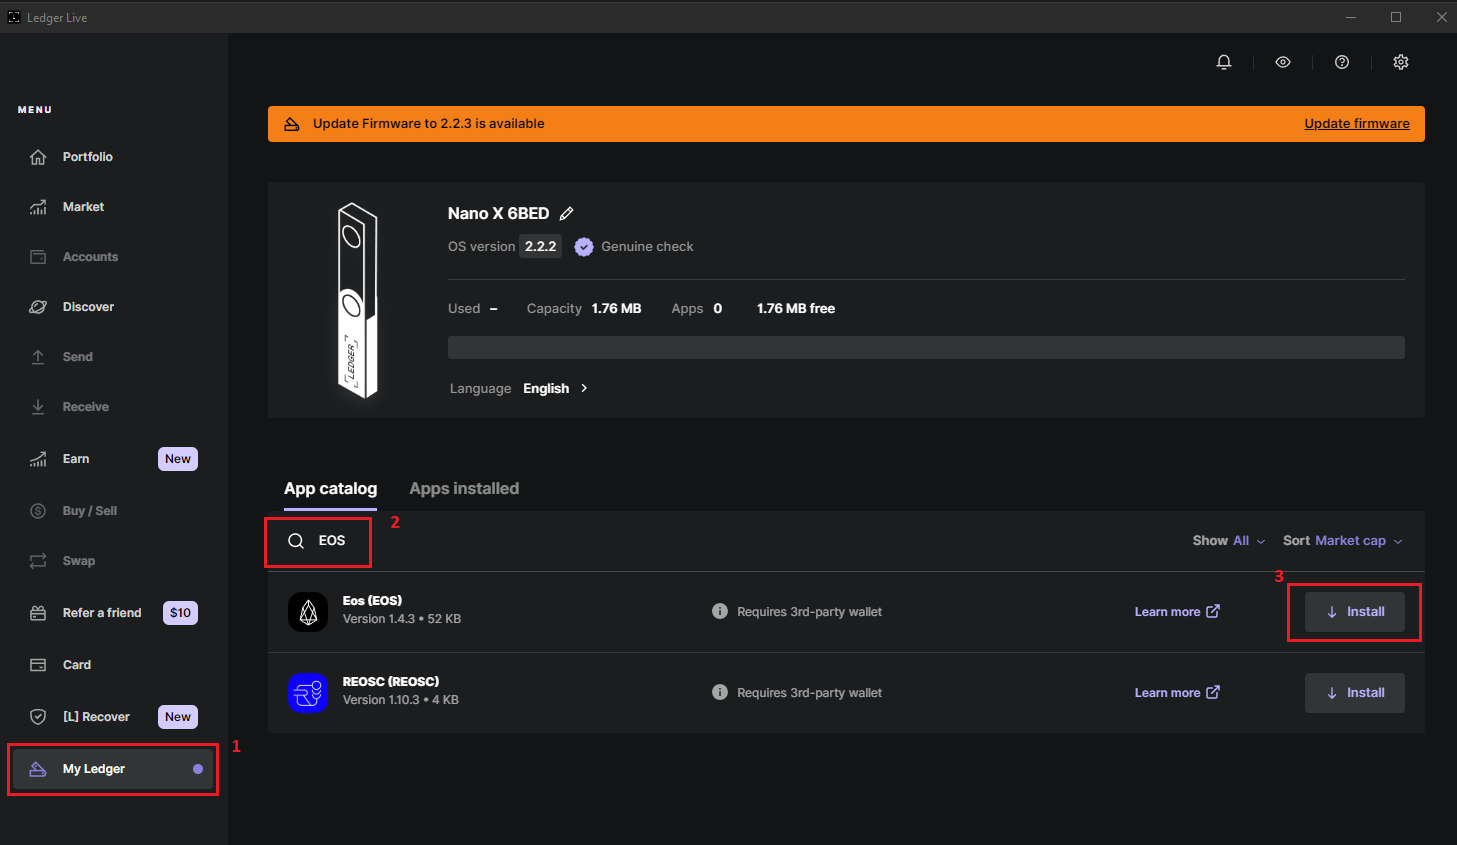 Ledger Live
MENU
Portfolio
Market
Accounts
Discover
Send
Receive
Earn New
Buy / Sell
Swap
Refer a friend $10
Card
[L] Recover New
My Ledger
1
Update Firmware to 2.2.3 is available Update firmware
LEDGER
Nano X 6BED
OS version 2.2.2 Genuine check
Used – Capacity 1.76 MB Apps 0 1.76 MB free
Language English
App catalog Apps installed
2
EOS Show All Sort Market cap
3
Eos (EOS)
Version 1.4.3 • 52 KB
Requires 3rd-party wallet Learn more Install
REOSC (REOSC)
Version 1.10.3 • 4 KB
Requires 3rd-party wallet Learn more Install